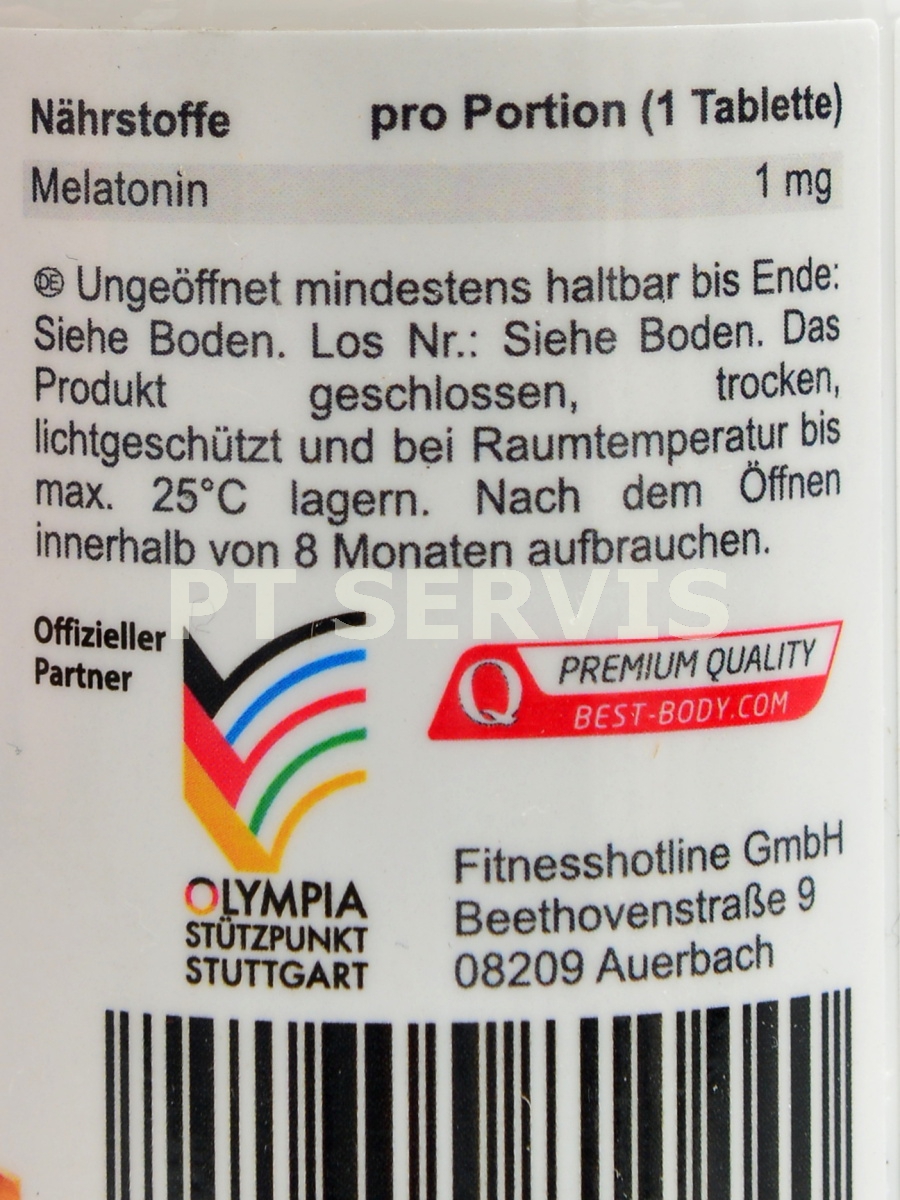 Nährstoffe pro Portion (1 Tablette)
Melatonin 1 mg
DE Ungeöffnet mindestens haltbar bis Ende:
Siehe Boden. Los Nr.: Siehe Boden. Das
Produkt geschlossen, trocken,
lichtgeschützt und bei Raumtemperatur bis
max. 25°C lagern. Nach dem Öffnen
innerhalb von 8 Monaten aufbrauchen.
PT SERVIS
Offizieller
Partner
Q PREMIUM QUALITY
BEST-BODY.COM
OLYMPIA
STÜTZPUNKT
STUTTGART
Fitnesshotline GmbH
Beethovenstraße 9
08209 Auerbach